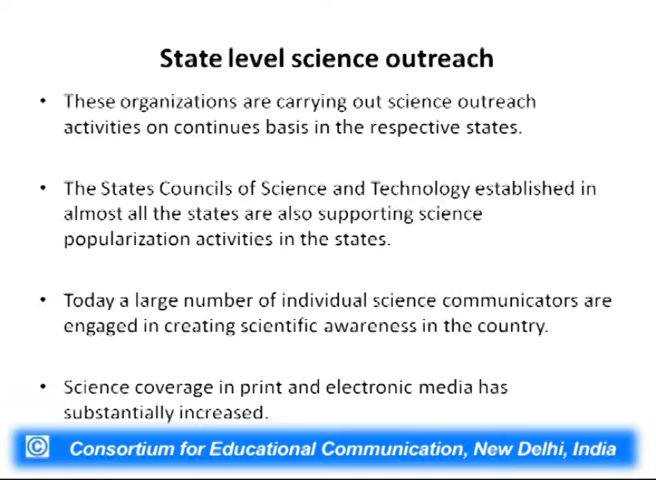 State level science outreach
• These organizations are carrying out science outreach
activities on continues basis in the respective states.
• The States Councils of Science and Technology established in
almost all the states are also supporting science
popularization activities in the states.
• Today a large number of individual science communicators are
engaged in creating scientific awareness in the country.
• Science coverage in print and electronic media has
substantially increased.
© Consortium for Educational Communication, New Delhi, India